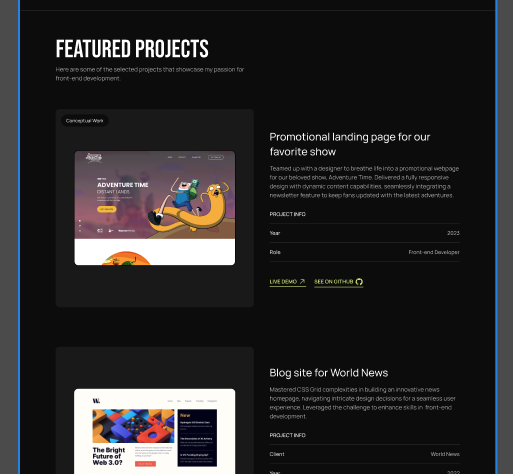 FEATURED PROJECTS
Here are some of the selected projects that showcase my passion for
front-end development.
Conceptual Work
ADVENTURE TIME
DISTANT LANDS
Promotional landing page for our
favorite show
Teamed up with a designer to breathe life into a promotional webpage
for our beloved show, Adventure Time. Delivered a fully responsive
design with dynamic content capabilities, seamlessly integrating a
newsletter feature to keep fans updated with the latest adventures.
PROJECT INFO
Year 2023
Role Front-end Developer
LIVE DEMO
SEE ON GITHUB
W.
New
The Bright
Future of
Web 3.0?
Blog site for World News
Mastered CSS Grid complexities in building an innovative news
homepage, navigating intricate design decisions for a seamless user
experience. Leveraged the challenge to enhance skills in front-end
development.
PROJECT INFO
Client World News
Year 2022